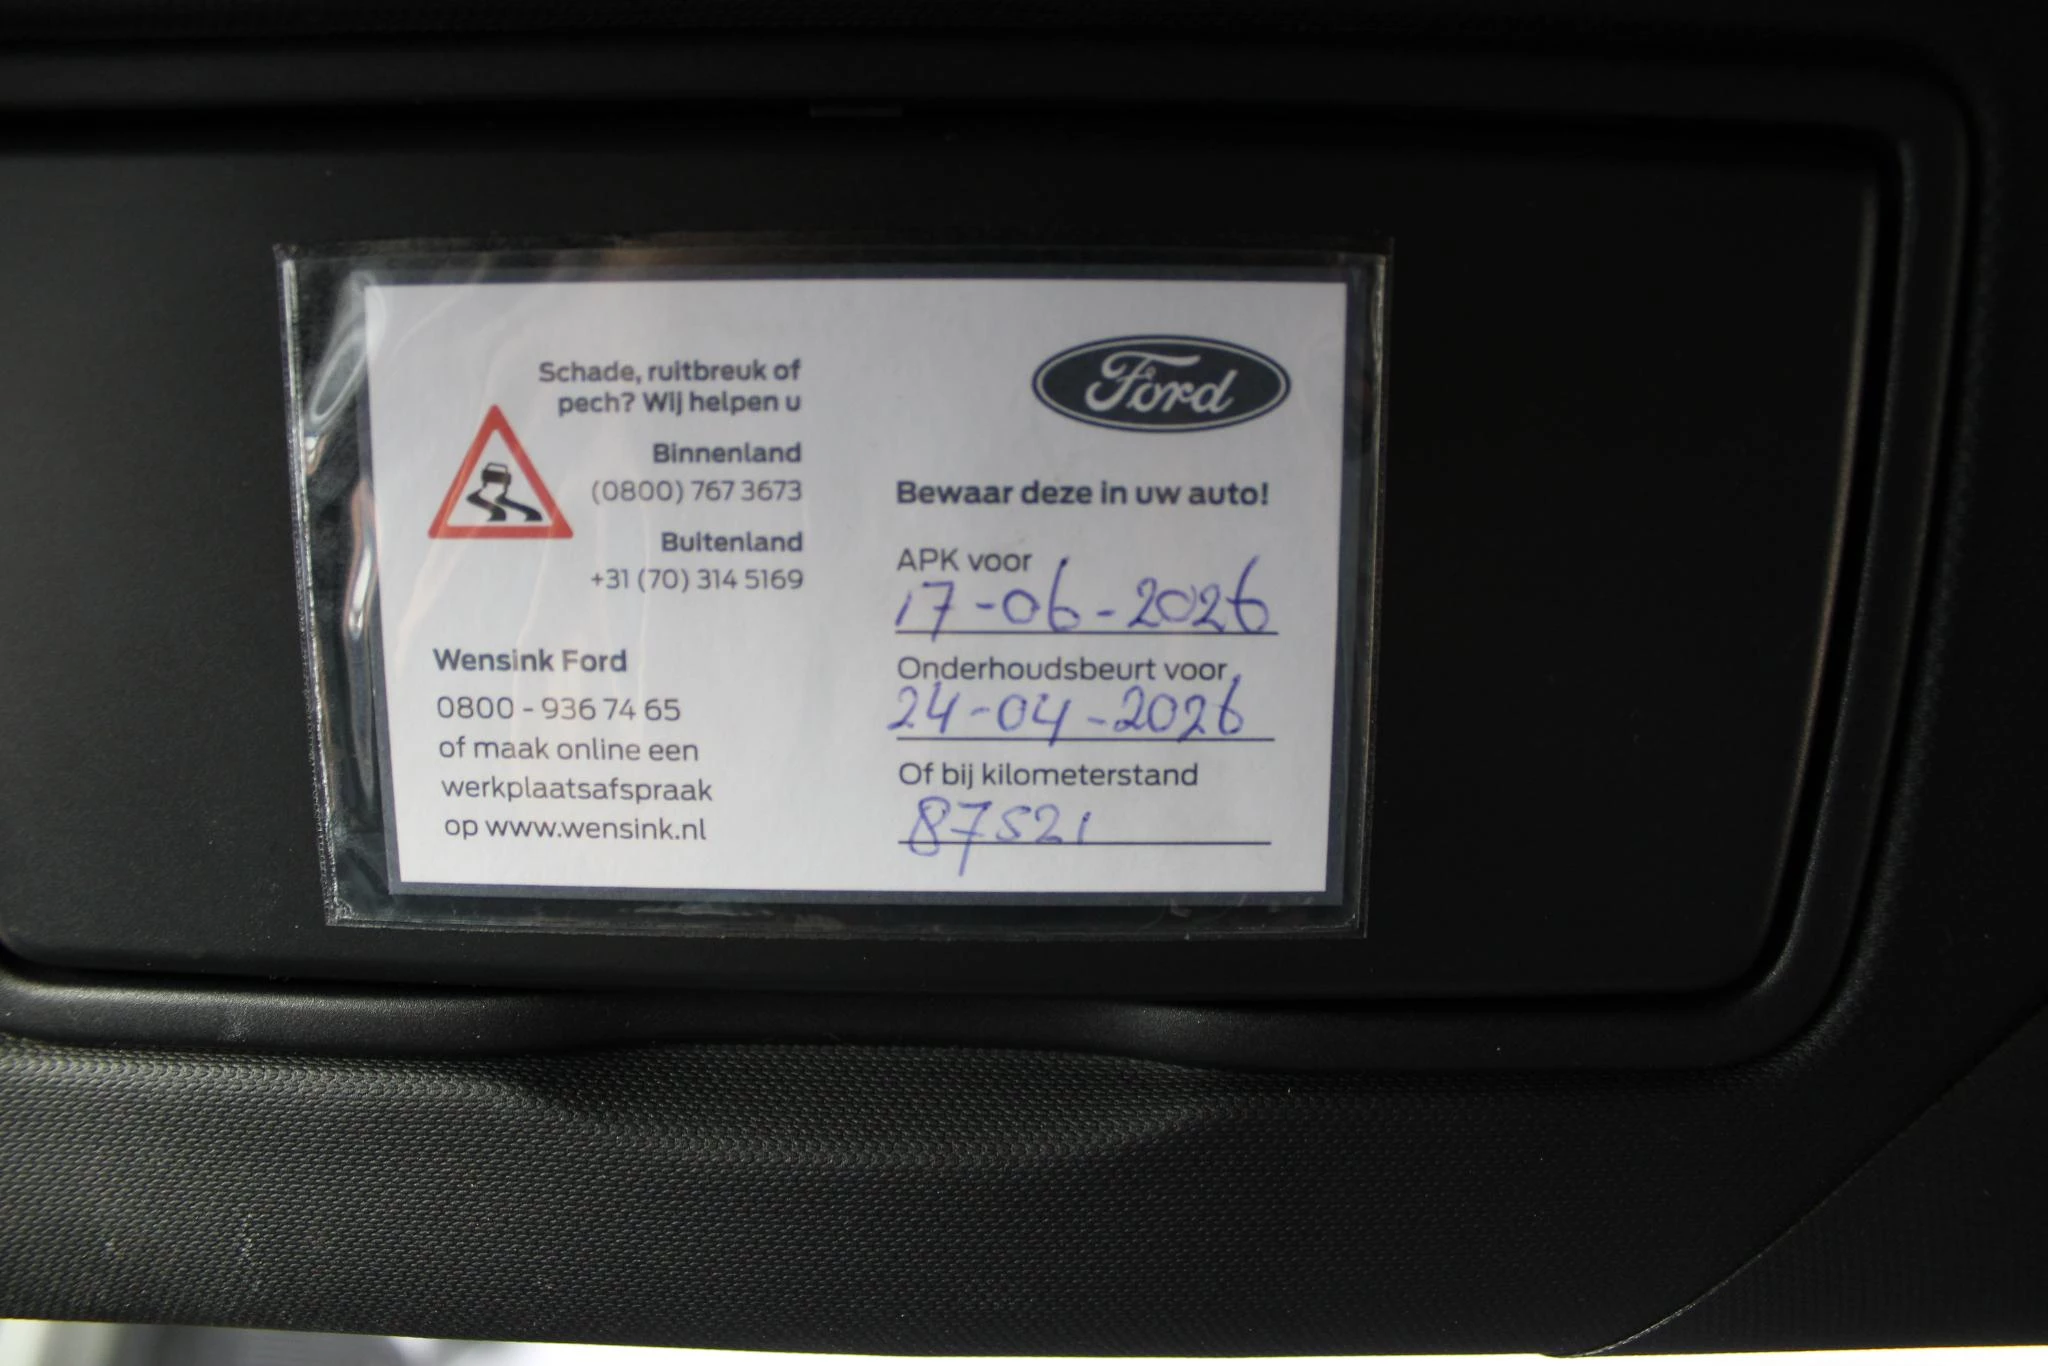 Schade, ruitbreuk of
pech? Wij helpen u
Binnenland
(0800) 767 3673
Buitenland
+31 (70) 314 5169
Wensink Ford
0800 - 936 74 65
of maak online een
werkplaatsafspraak
op www.wensink.nl
Ford
Bewaar deze in uw auto!
APK voor
17-06-2026
Onderhoudsbeurt voor
24-04-2026
Of bij kilometerstand
87521